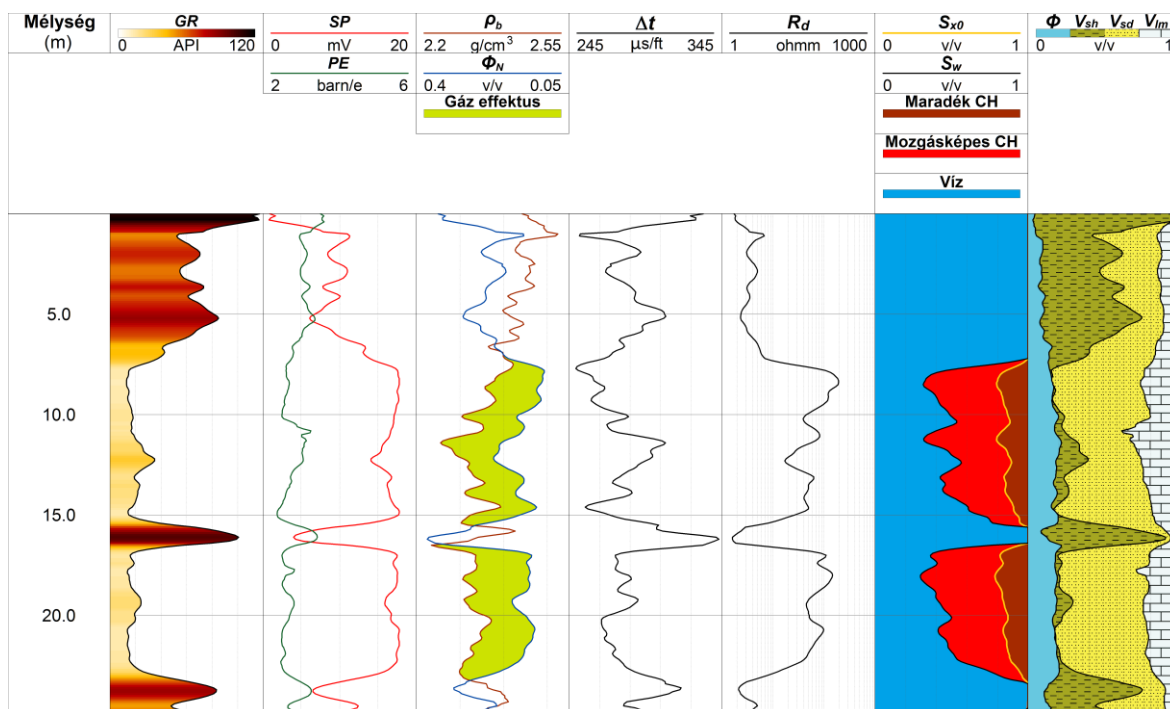 Mélység
(m)
GR
0 API 120
SP
0 mV 20
PE
2 barn/e 6
ρb
2.2 g/cm³ 2.55
ΦN
0.4 v/v 0.05
Gáz effektus
Δt
245 µs/ft 345
Rd
1 ohmm 1000
Sx0
0 v/v 1
Sw
0 v/v 1
Maradék CH
Mozgásképes CH
Víz
Φ Vsh Vsd Vlm
0 v/v 1
5.0
10.0
15.0
20.0